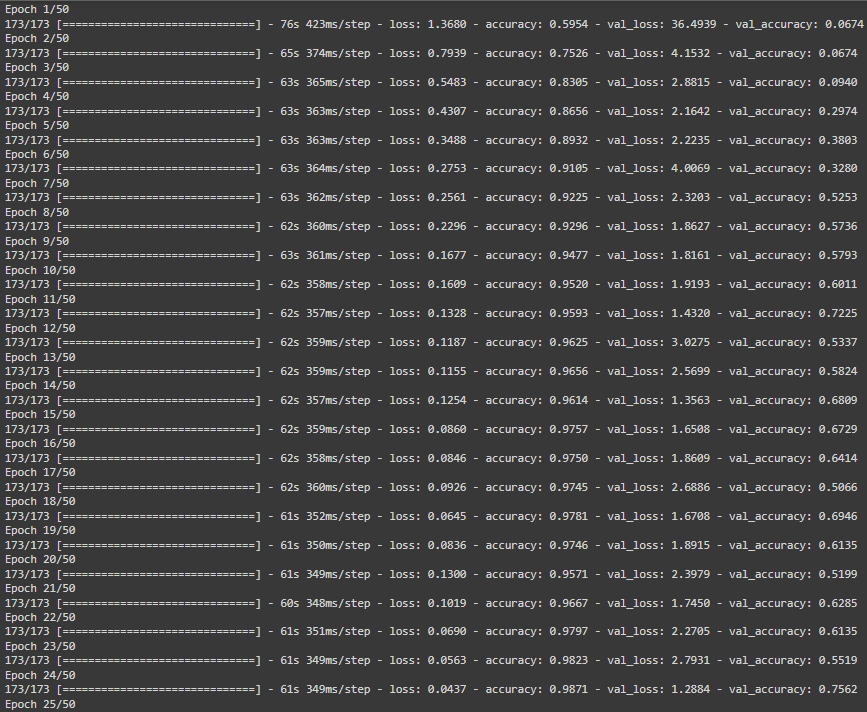 Epoch 1/50
173/173 [==============================] - 76s 423ms/step - loss: 1.3680 - accuracy: 0.5954 - val_loss: 36.4939 - val_accuracy: 0.0674
Epoch 2/50
173/173 [==============================] - 65s 374ms/step - loss: 0.7939 - accuracy: 0.7526 - val_loss: 4.1532 - val_accuracy: 0.0674
Epoch 3/50
173/173 [==============================] - 63s 365ms/step - loss: 0.5483 - accuracy: 0.8305 - val_loss: 2.8815 - val_accuracy: 0.0940
Epoch 4/50
173/173 [==============================] - 63s 363ms/step - loss: 0.4307 - accuracy: 0.8656 - val_loss: 2.1642 - val_accuracy: 0.2974
Epoch 5/50
173/173 [==============================] - 63s 363ms/step - loss: 0.3488 - accuracy: 0.8932 - val_loss: 2.2235 - val_accuracy: 0.3803
Epoch 6/50
173/173 [==============================] - 63s 364ms/step - loss: 0.2753 - accuracy: 0.9105 - val_loss: 4.0069 - val_accuracy: 0.3280
Epoch 7/50
173/173 [==============================] - 63s 362ms/step - loss: 0.2561 - accuracy: 0.9225 - val_loss: 2.3203 - val_accuracy: 0.5253
Epoch 8/50
173/173 [==============================] - 62s 360ms/step - loss: 0.2296 - accuracy: 0.9296 - val_loss: 1.8627 - val_accuracy: 0.5736
Epoch 9/50
173/173 [==============================] - 63s 361ms/step - loss: 0.1677 - accuracy: 0.9477 - val_loss: 1.8161 - val_accuracy: 0.5793
Epoch 10/50
173/173 [==============================] - 62s 358ms/step - loss: 0.1609 - accuracy: 0.9520 - val_loss: 1.9193 - val_accuracy: 0.6011
Epoch 11/50
173/173 [==============================] - 62s 357ms/step - loss: 0.1328 - accuracy: 0.9593 - val_loss: 1.4320 - val_accuracy: 0.7225
Epoch 12/50
173/173 [==============================] - 62s 359ms/step - loss: 0.1187 - accuracy: 0.9625 - val_loss: 3.0275 - val_accuracy: 0.5337
Epoch 13/50
173/173 [==============================] - 62s 359ms/step - loss: 0.1155 - accuracy: 0.9656 - val_loss: 2.5699 - val_accuracy: 0.5824
Epoch 14/50
173/173 [==============================] - 62s 357ms/step - loss: 0.1254 - accuracy: 0.9614 - val_loss: 1.3563 - val_accuracy: 0.6809
Epoch 15/50
173/173 [==============================] - 62s 359ms/step - loss: 0.0860 - accuracy: 0.9757 - val_loss: 1.6508 - val_accuracy: 0.6729
Epoch 16/50
173/173 [==============================] - 62s 358ms/step - loss: 0.0846 - accuracy: 0.9750 - val_loss: 1.8609 - val_accuracy: 0.6414
Epoch 17/50
173/173 [==============================] - 62s 360ms/step - loss: 0.0926 - accuracy: 0.9745 - val_loss: 2.6886 - val_accuracy: 0.5066
Epoch 18/50
173/173 [==============================] - 61s 352ms/step - loss: 0.0645 - accuracy: 0.9781 - val_loss: 1.6708 - val_accuracy: 0.6946
Epoch 19/50
173/173 [==============================] - 61s 350ms/step - loss: 0.0836 - accuracy: 0.9746 - val_loss: 1.8915 - val_accuracy: 0.6135
Epoch 20/50
173/173 [==============================] - 61s 349ms/step - loss: 0.1300 - accuracy: 0.9571 - val_loss: 2.3979 - val_accuracy: 0.5199
Epoch 21/50
173/173 [==============================] - 60s 348ms/step - loss: 0.1019 - accuracy: 0.9667 - val_loss: 1.7450 - val_accuracy: 0.6285
Epoch 22/50
173/173 [==============================] - 61s 351ms/step - loss: 0.0690 - accuracy: 0.9797 - val_loss: 2.2705 - val_accuracy: 0.6135
Epoch 23/50
173/173 [==============================] - 61s 349ms/step - loss: 0.0563 - accuracy: 0.9823 - val_loss: 2.7931 - val_accuracy: 0.5519
Epoch 24/50
173/173 [==============================] - 61s 349ms/step - loss: 0.0437 - accuracy: 0.9871 - val_loss: 1.2884 - val_accuracy: 0.7562
Epoch 25/50